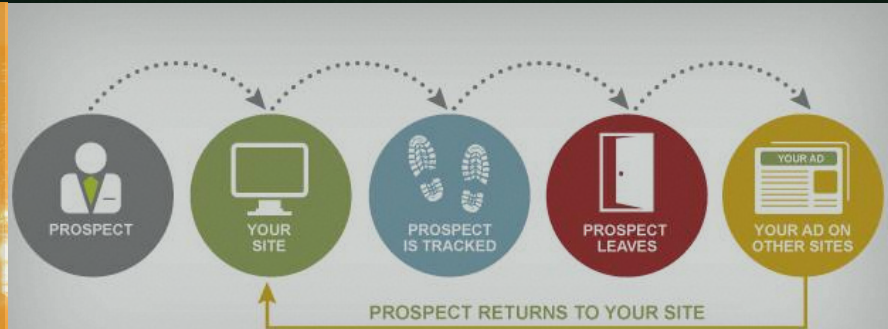 PROSPECT
YOUR
SITE
PROSPECT
IS TRACKED
PROSPECT
LEAVES
YOUR AD
YOUR AD ON
OTHER SITES
PROSPECT RETURNS TO YOUR SITE